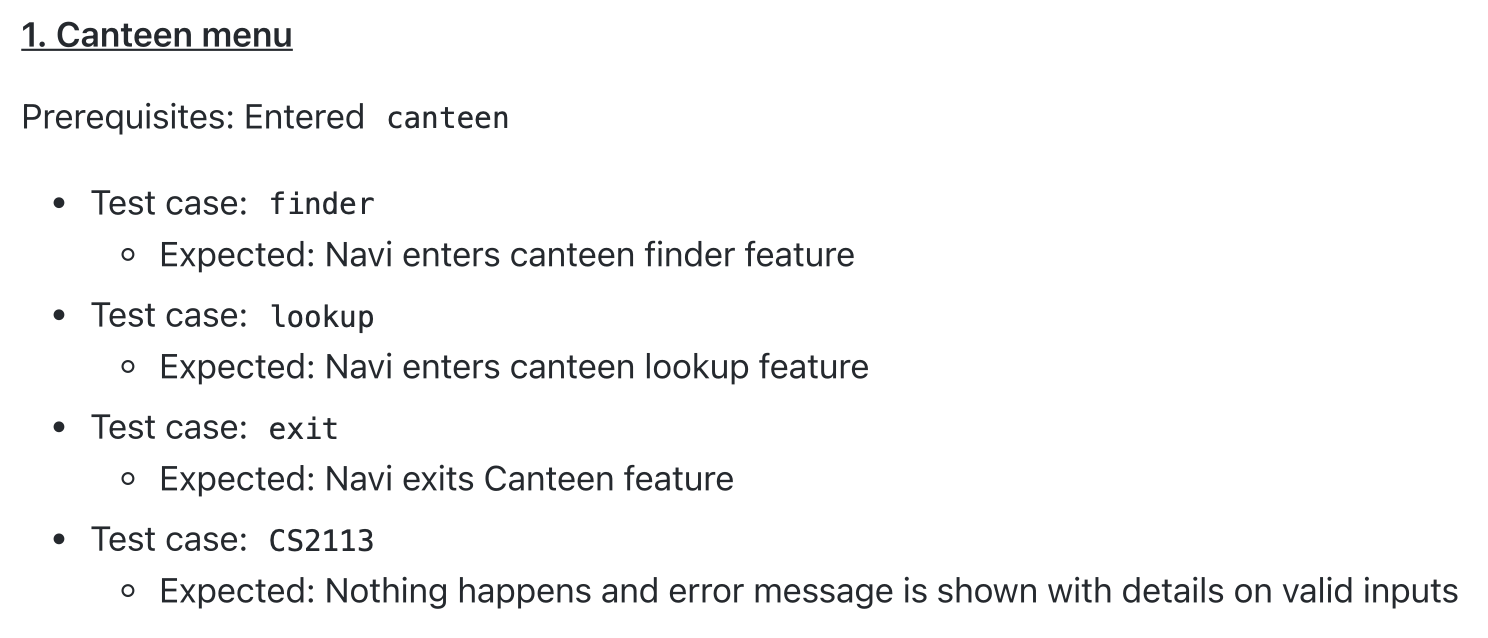 1. Canteen menu
Prerequisites: Entered canteen
• Test case: finder
◦ Expected: Navi enters canteen finder feature
• Test case: lookup
◦ Expected: Navi enters canteen lookup feature
• Test case: exit
◦ Expected: Navi exits Canteen feature
• Test case: CS2113
◦ Expected: Nothing happens and error message is shown with details on valid inputs